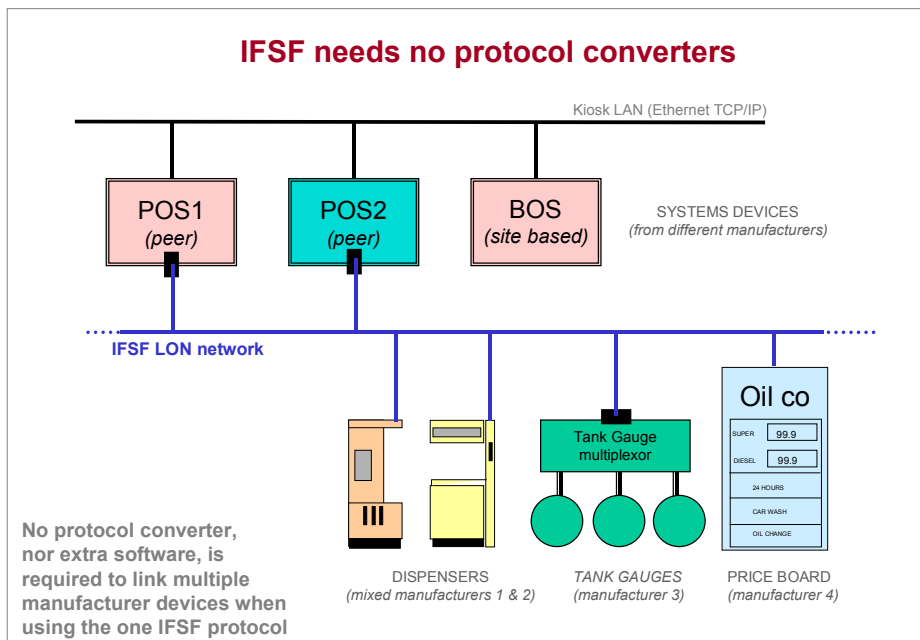 IFSF needs no protocol converters
Kiosk LAN (Ethernet TCP/IP)
POS1
(peer)
POS2
(peer)
BOS
(site based)
SYSTEMS DEVICES
(from different manufacturers)
IFSF LON network
Oil co
SUPER 99.9
DIESEL 99.9
24 HOURS
CAR WASH
OIL CHANGE
Tank Gauge
multiplexor
No protocol converter,
nor extra software, is
required to link multiple
manufacturer devices when
using the one IFSF protocol
DISPENSERS
(mixed manufacturers 1 & 2)
TANK GAUGES
(manufacturer 3)
PRICE BOARD
(manufacturer 4)